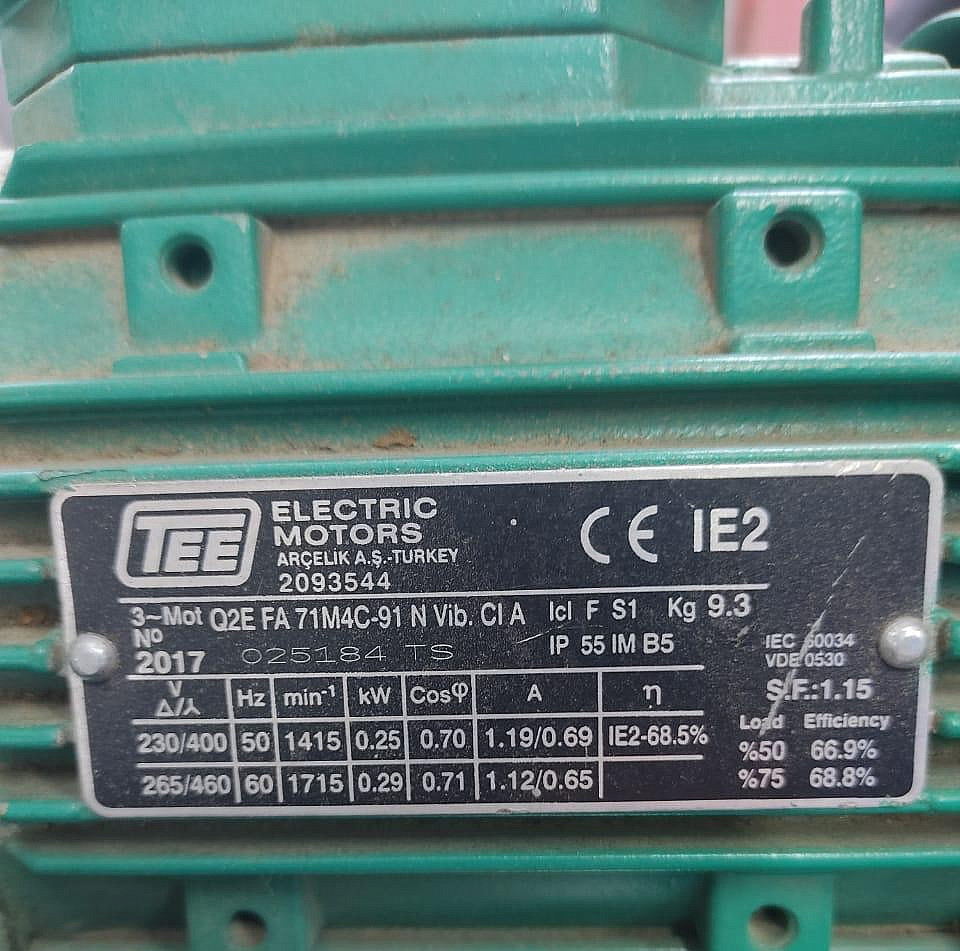 TEE
ELECTRIC
MOTORS
ARÇELİK A.Ş.-TURKEY
2093544
CE IE2
3~Mot Q2E FA 71M4C-91 N Vib. Cl A Icl F S1 Kg 9.3
Nº
2017 025184 TS IP 55 IM B5
IEC 60034
VDE 0530
S.F.:1.15
V Δ/⅄ Hz min⁻¹ kW Cosφ A η
230/400 50 1415 0.25 0.70 1.19/0.69 IE2-68.5%
265/460 60 1715 0.29 0.71 1.12/0.65
Load Efficiency
%50 66.9%
%75 68.8%